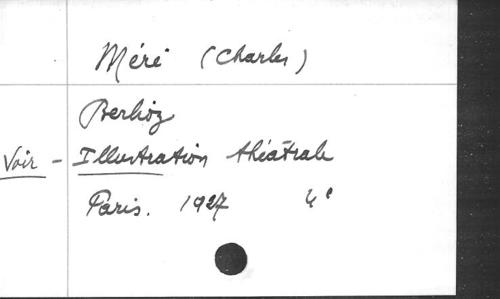 Méré (Charles)
Berlioz
Voir - Illustration théâtrale
Paris. 1927 4°